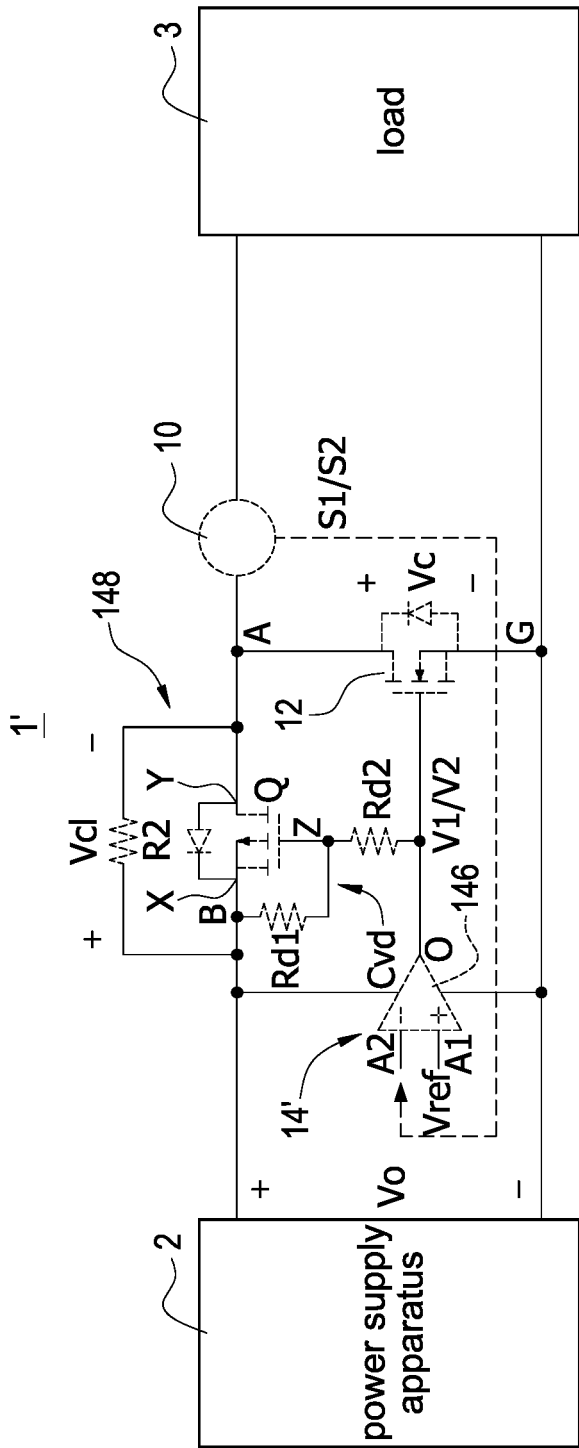 1'
148
10
3
2
Vcl
+
−
R2
X
Y
Q
B
A
Z
Rd1
Rd2
Cvd
12
+
Vc
−
S1/S2
V1/V2
146
O
14'
A2
−
+
A1
Vref
G
+
Vo
−
power supply
apparatus
load